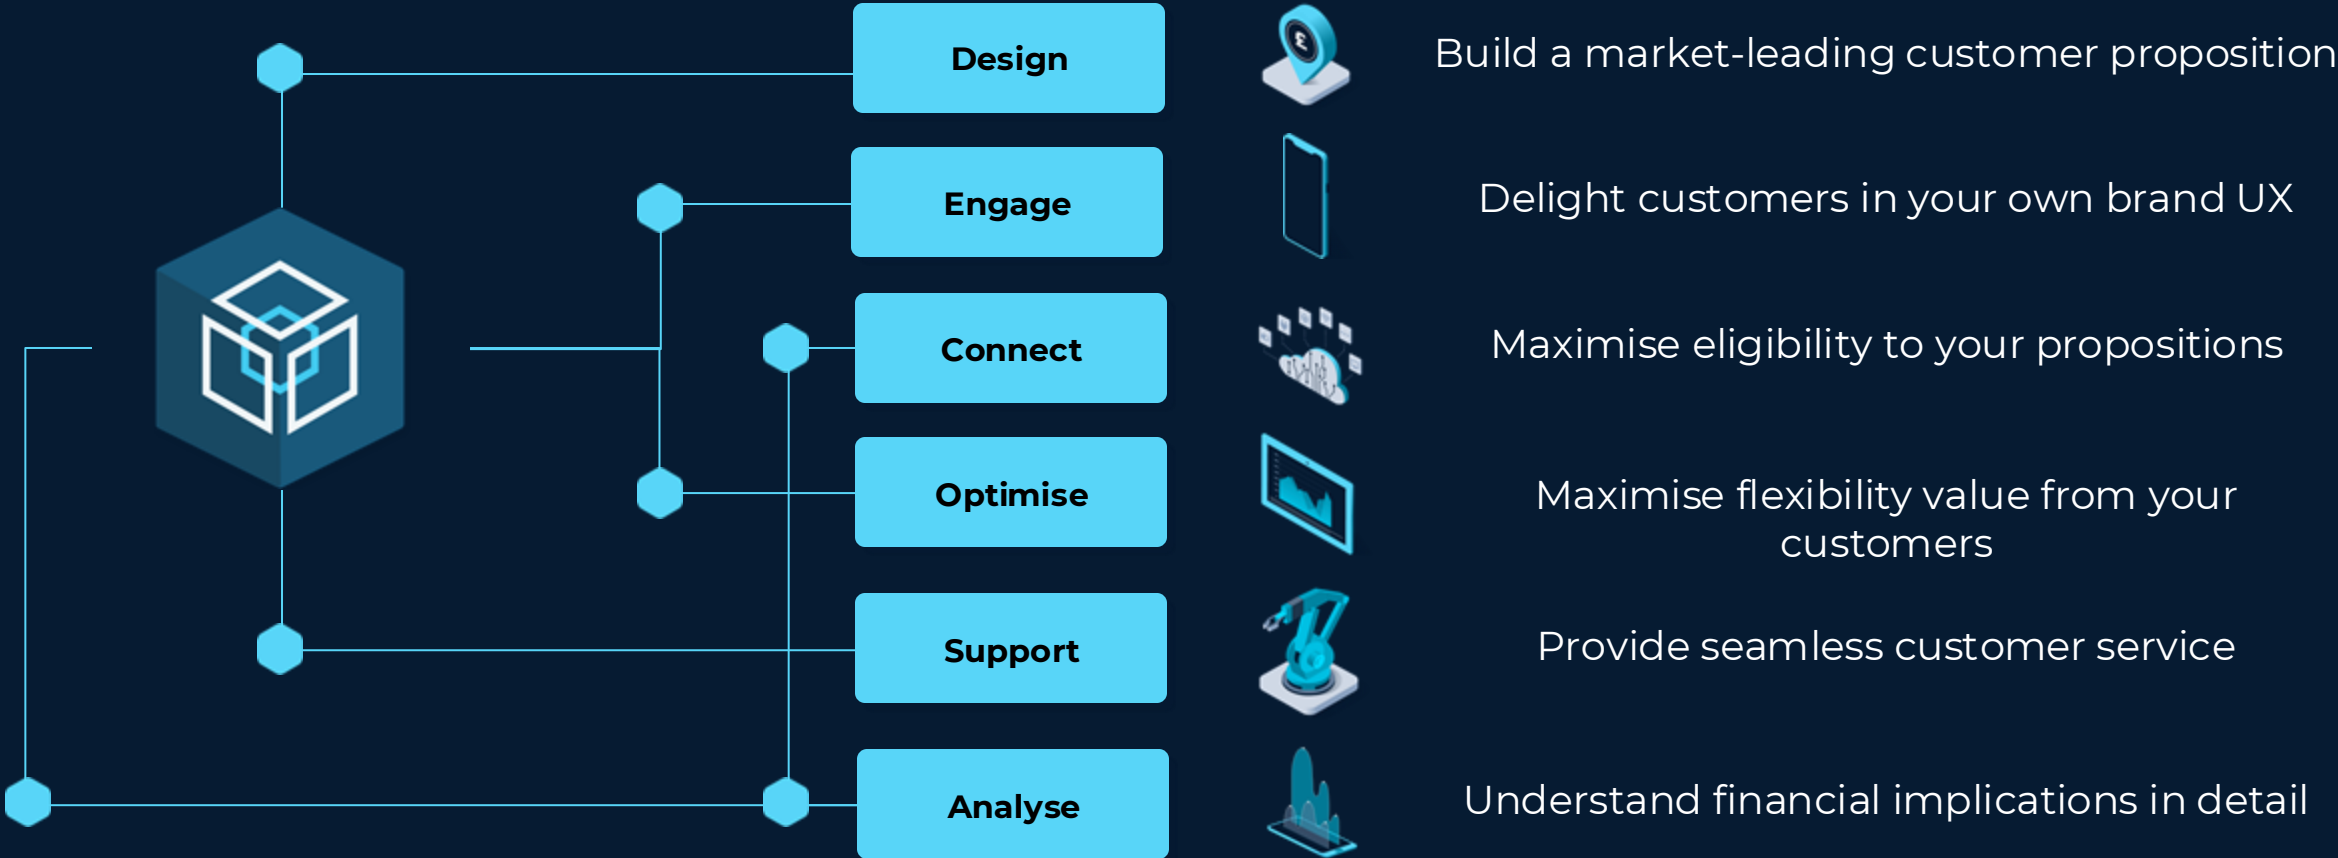 Design
Build a market-leading customer proposition
Engage
Delight customers in your own brand UX
Connect
Maximise eligibility to your propositions
Optimise
Maximise flexibility value from your
customers
Support
Provide seamless customer service
Analyse
Understand financial implications in detail